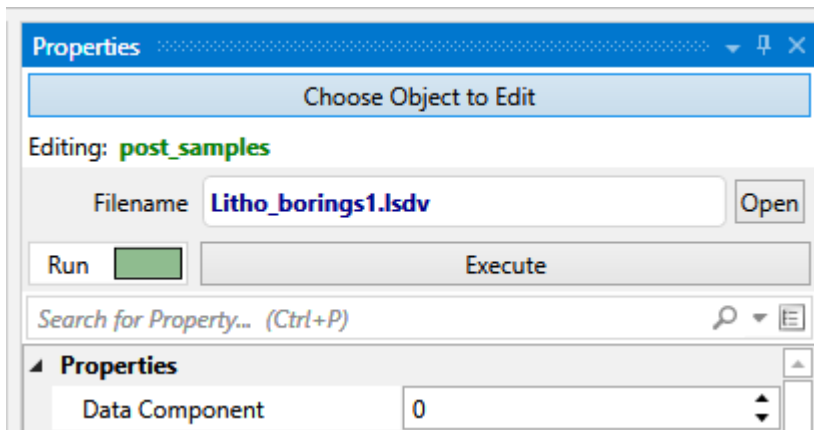 Properties
Choose Object to Edit
Editing: post_samples
Filename Litho_borings1.lsdv Open
Run Execute
Search for Property... (Ctrl+P)
Properties
Data Component 0